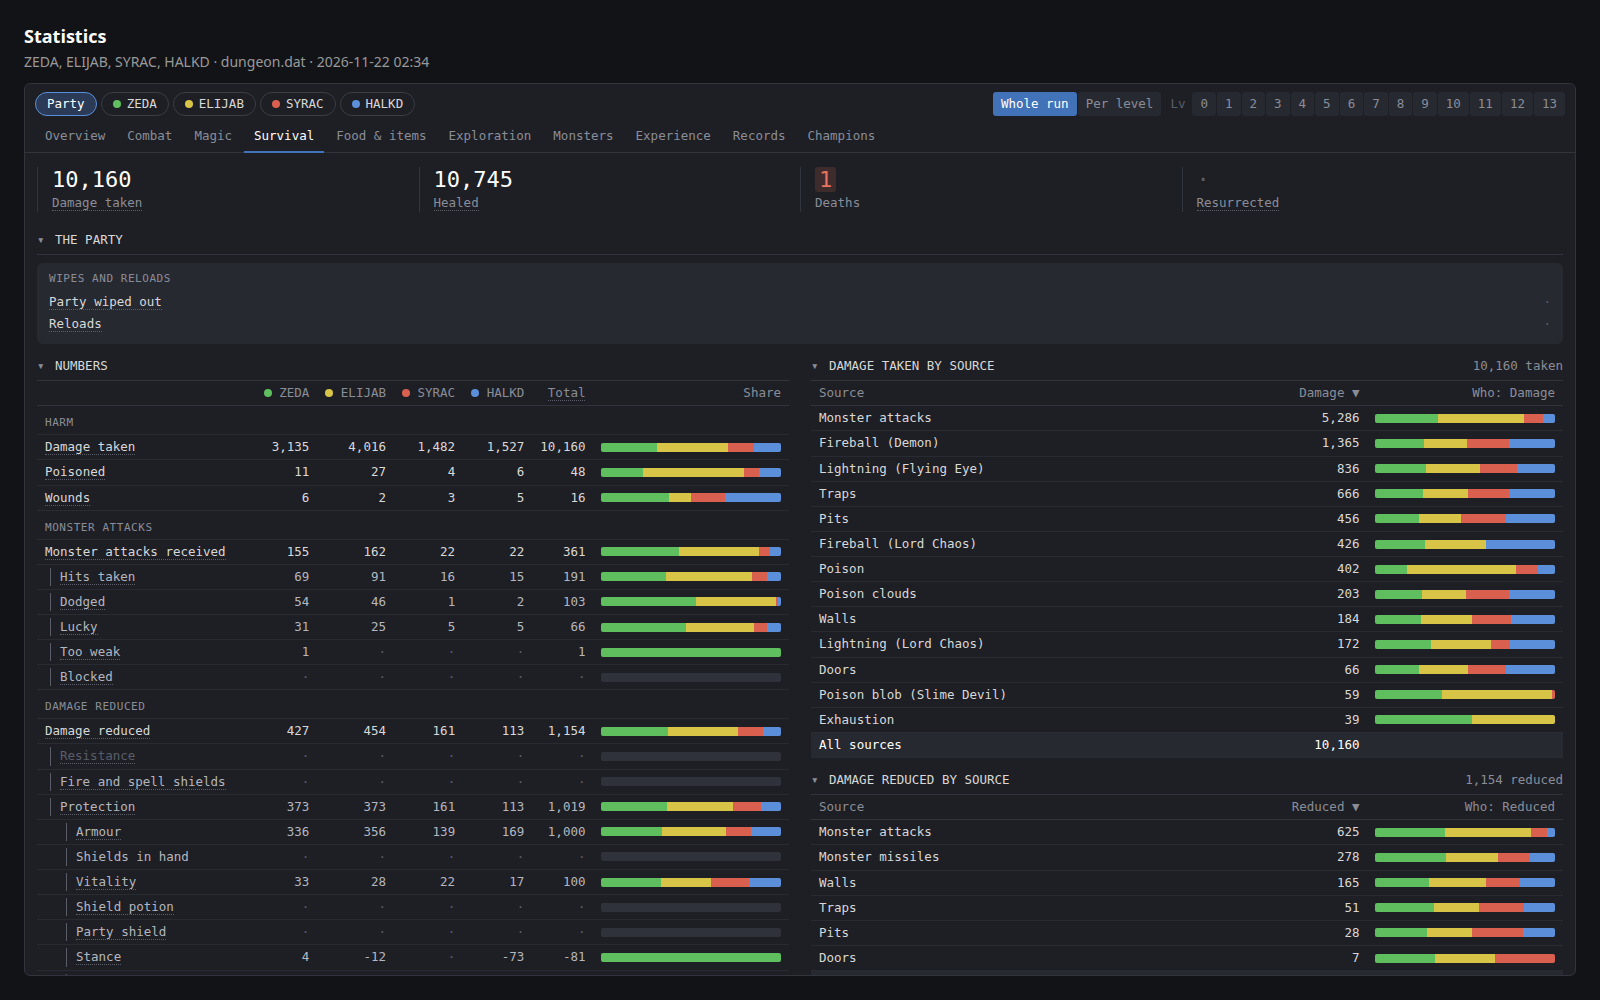 Statistics
ZEDA, ELIJAB, SYRAC, HALKD · dungeon.dat · 2026-11-22 02:34
Party ZEDA ELIJAB SYRAC HALKD Whole run Per level Lv 0 1 2 3 4 5 6 7 8 9 10 11 12 13
Overview Combat Magic Survival Food & items Exploration Monsters Experience Records Champions
10,160 10,745 1 ·
Damage taken Healed Deaths Resurrected
▼ THE PARTY
WIPES AND RELOADS
Party wiped out ·
Reloads ·
▼ NUMBERS
ZEDA ELIJAB SYRAC HALKD Total Share
HARM
Damage taken 3,135 4,016 1,482 1,527 10,160
Poisoned 11 27 4 6 48
Wounds 6 2 3 5 16
MONSTER ATTACKS
Monster attacks received 155 162 22 22 361
Hits taken 69 91 16 15 191
Dodged 54 46 1 2 103
Lucky 31 25 5 5 66
Too weak 1 · · · 1
Blocked · · · · ·
DAMAGE REDUCED
Damage reduced 427 454 161 113 1,154
Resistance · · · · ·
Fire and spell shields · · · · ·
Protection 373 373 161 113 1,019
Armour 336 356 139 169 1,000
Shields in hand · · · · ·
Vitality 33 28 22 17 100
Shield potion · · · · ·
Party shield · · · · ·
Stance 4 -12 · -73 -81
▼ DAMAGE TAKEN BY SOURCE 10,160 taken
Source Damage ▼ Who: Damage
Monster attacks 5,286
Fireball (Demon) 1,365
Lightning (Flying Eye) 836
Traps 666
Pits 456
Fireball (Lord Chaos) 426
Poison 402
Poison clouds 203
Walls 184
Lightning (Lord Chaos) 172
Doors 66
Poison blob (Slime Devil) 59
Exhaustion 39
All sources 10,160
▼ DAMAGE REDUCED BY SOURCE 1,154 reduced
Source Reduced ▼ Who: Reduced
Monster attacks 625
Monster missiles 278
Walls 165
Traps 51
Pits 28
Doors 7